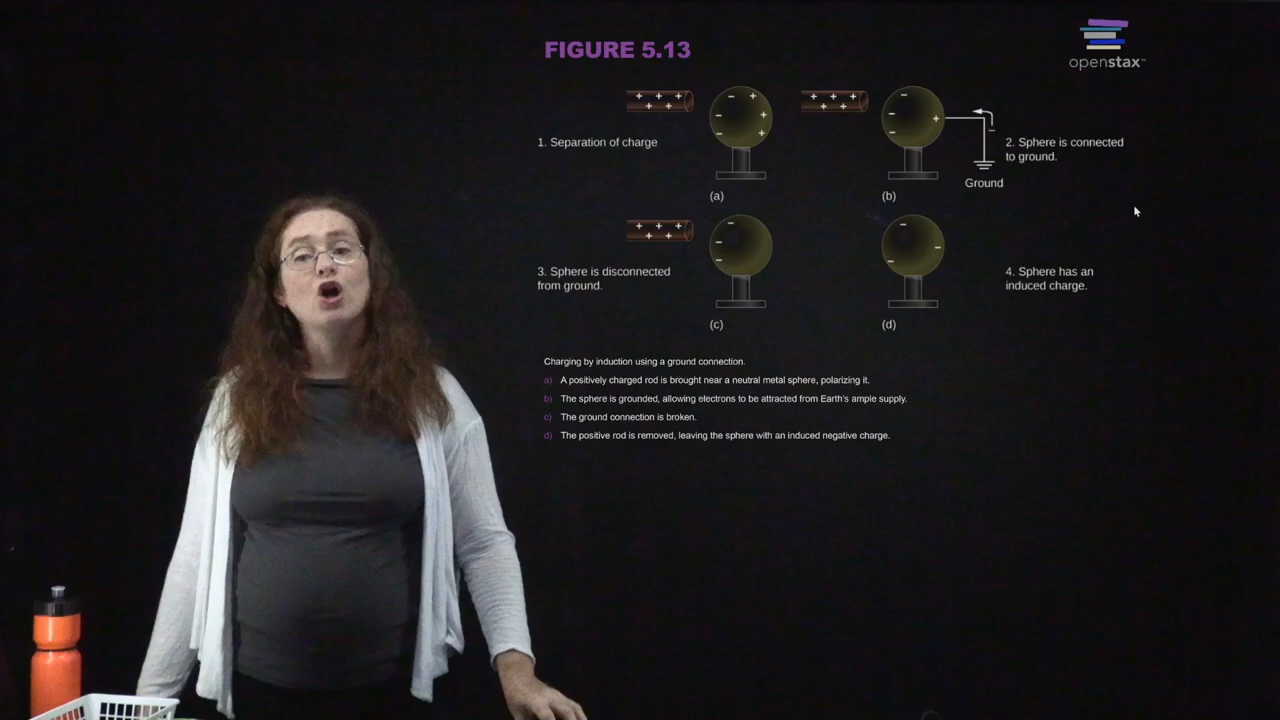 FIGURE 5.13
openstax™
1. Separation of charge
(a)
(b)
2. Sphere is connected
to ground.
Ground
3. Sphere is disconnected
from ground.
(c)
(d)
4. Sphere has an
induced charge.
Charging by induction using a ground connection.
a) A positively charged rod is brought near a neutral metal sphere, polarizing it.
b) The sphere is grounded, allowing electrons to be attracted from Earth's ample supply.
c) The ground connection is broken.
d) The positive rod is removed, leaving the sphere with an induced negative charge.